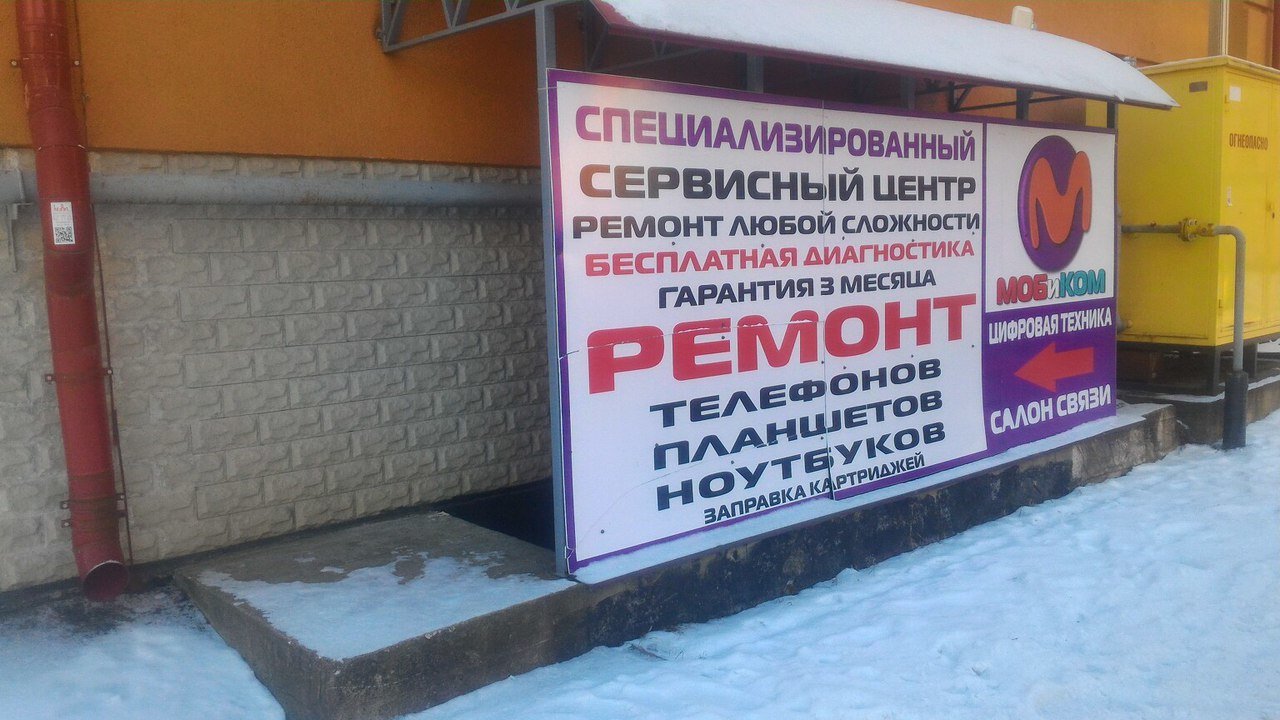 СПЕЦИАЛИЗИРОВАННЫЙ
СЕРВИСНЫЙ ЦЕНТР
РЕМОНТ ЛЮБОЙ СЛОЖНОСТИ
БЕСПЛАТНАЯ ДИАГНОСТИКА
ГАРАНТИЯ 3 МЕСЯЦА
РЕМОНТ
ТЕЛЕФОНОВ
ПЛАНШЕТОВ
НОУТБУКОВ
ЗАПРАВКА КАРТРИДЖЕЙ
М
МОБиКОМ
ЦИФРОВАЯ ТЕХНИКА
САЛОН СВЯЗИ
ОГНЕОПАСНО